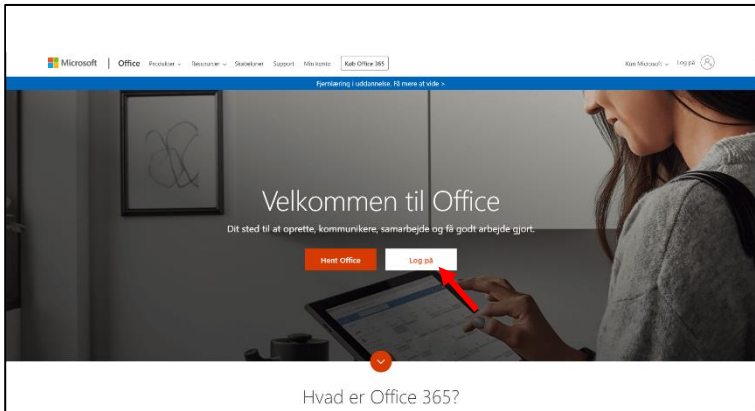 Microsoft Office Produkter Ressourcer Skabeloner Support Min konto Køb Office 365 Kun Microsoft Log på
Fjernlæring i uddannelse. Få mere at vide >
Velkommen til Office
Dit sted til at oprette, kommunikere, samarbejde og få godt arbejde gjort.
Hent Office Log på
Hvad er Office 365?